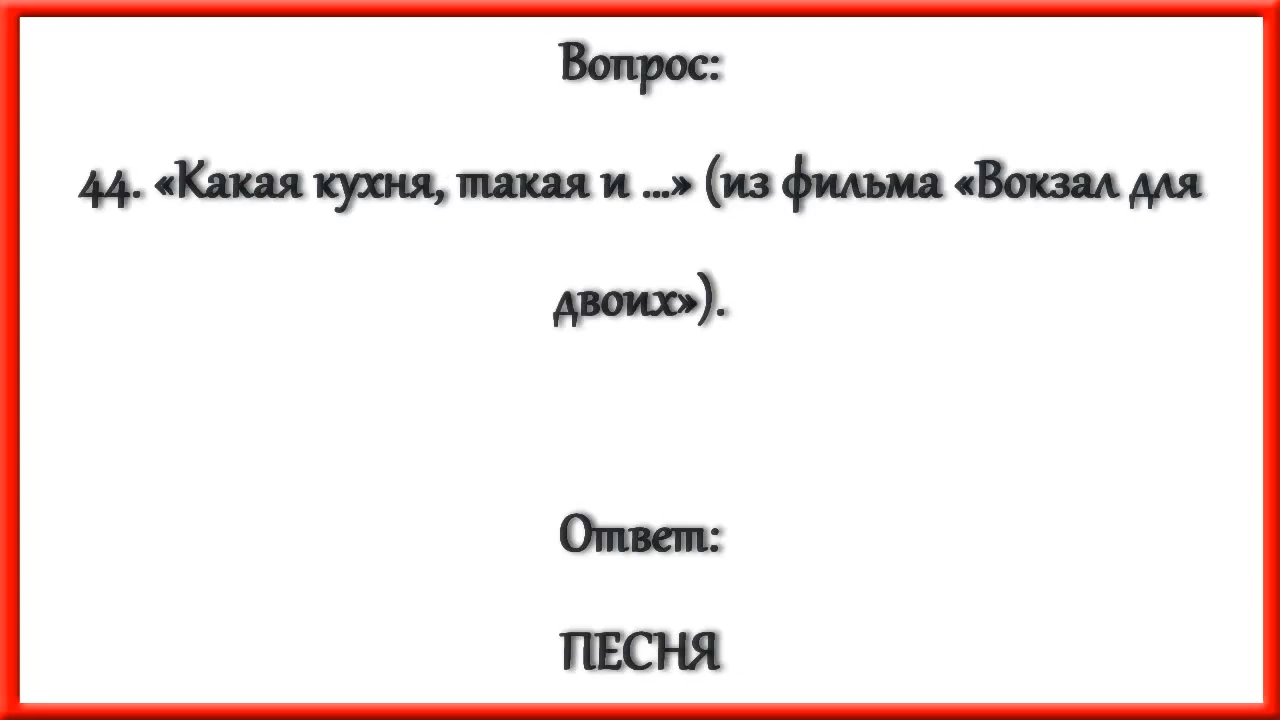 Вопрос:
44. «Какая кухня, такая и ...» (из фильма «Вокзал для
двоих»).
Ответ:
ПЕСНЯ